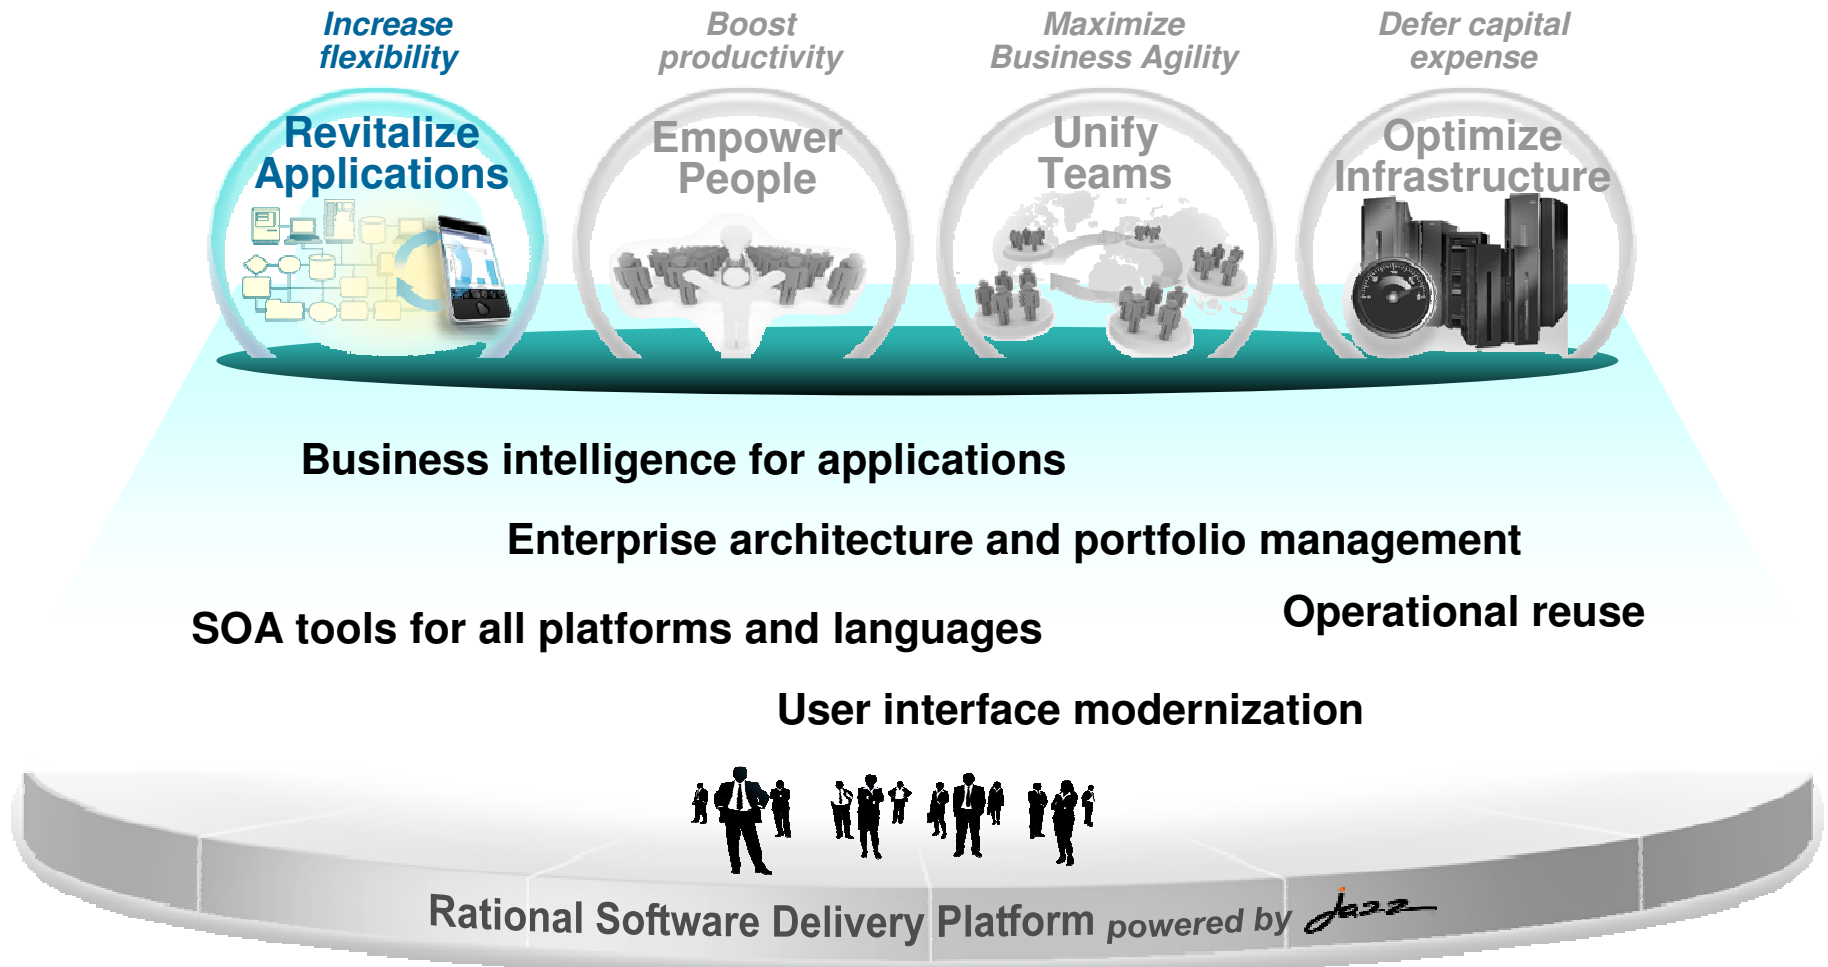 Increase
flexibility
Boost
productivity
Maximize
Business Agility
Defer capital
expense
Revitalize
Applications
Empower
People
Unify
Teams
Optimize
Infrastructure
Business intelligence for applications
Enterprise architecture and portfolio management
Operational reuse
SOA tools for all platforms and languages
User interface modernization
Rational Software Delivery Platform powered by jazz